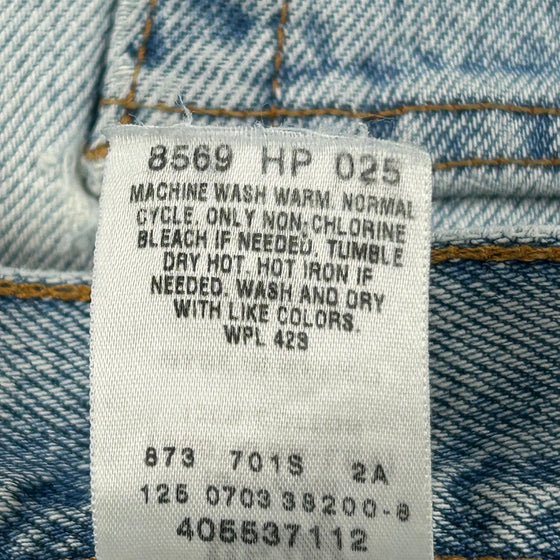 8569 HP 025
MACHINE WASH WARM. NORMAL
CYCLE. ONLY NON-CHLORINE
BLEACH IF NEEDED. TUMBLE
DRY HOT. HOT IRON IF
NEEDED. WASH AND DRY
WITH LIKE COLORS.
WPL 423
873 701S 2A
125 0703 38200-8
405537112